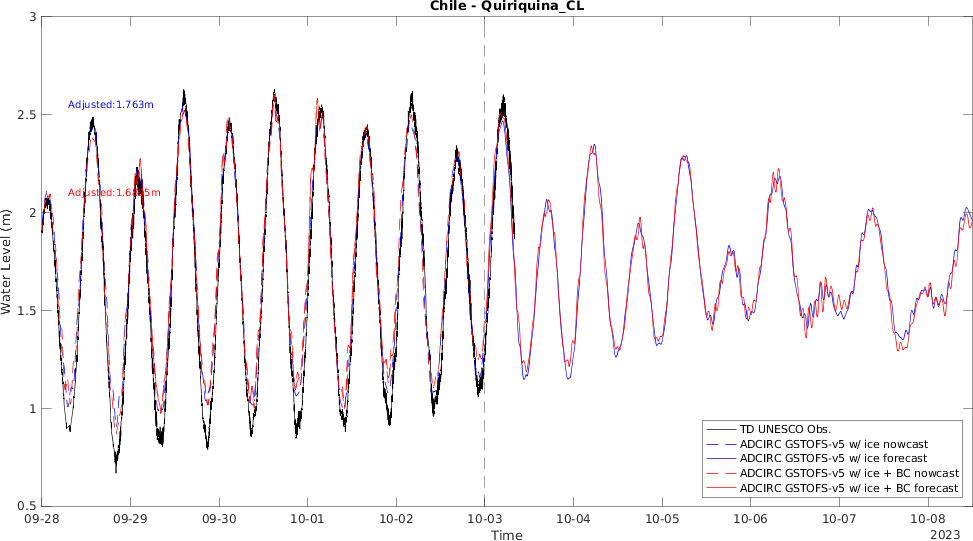 Chile - Quiriquina_CL
3
2.5
2
1.5
1
0.5
Water Level (m)
Adjusted:1.763m
09-28
09-29
09-30
10-01
10-02
10-03
10-04
10-05
10-06
10-07
10-08
2023
Time
TD UNESCO Obs.
ADCIRC GSTOFS-v5 w/ ice nowcast
ADCIRC GSTOFS-v5 w/ ice forecast
ADCIRC GSTOFS-v5 w/ ice + BC nowcast
ADCIRC GSTOFS-v5 w/ ice + BC forecast